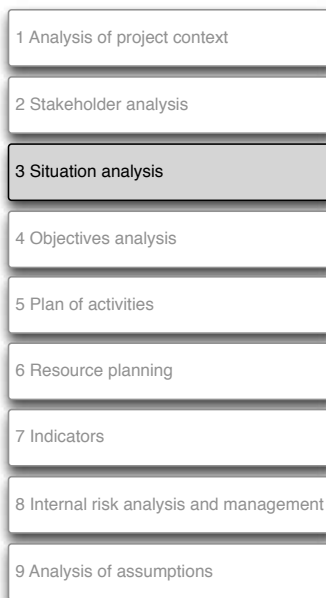 1 Analysis of project context
2 Stakeholder analysis
3 Situation analysis
4 Objectives analysis
5 Plan of activities
6 Resource planning
7 Indicators
8 Internal risk analysis and management
9 Analysis of assumptions